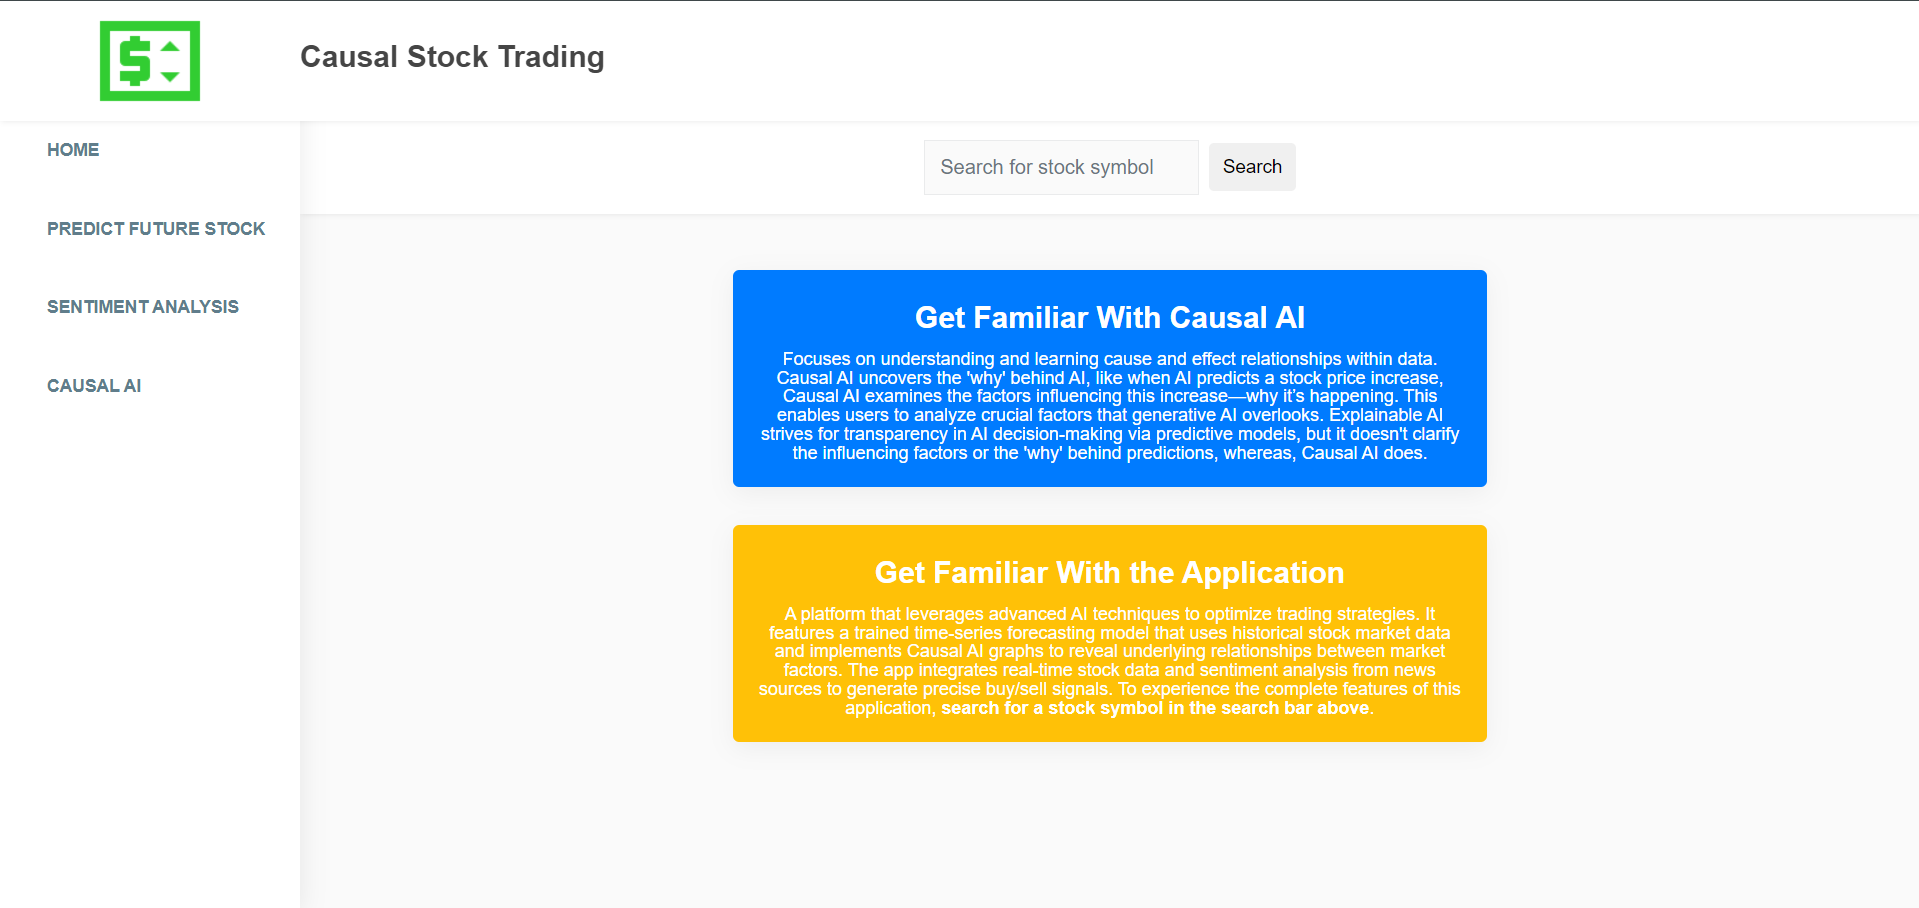 $
Causal Stock Trading
HOME
PREDICT FUTURE STOCK
SENTIMENT ANALYSIS
CAUSAL AI
Search for stock symbol
Search
Get Familiar With Causal AI
Focuses on understanding and learning cause and effect relationships within data.
Causal AI uncovers the 'why' behind AI, like when AI predicts a stock price increase,
Causal AI examines the factors influencing this increase—why it's happening. This
enables users to analyze crucial factors that generative AI overlooks. Explainable AI
strives for transparency in AI decision-making via predictive models, but it doesn't clarify
the influencing factors or the 'why' behind predictions, whereas, Causal AI does.
Get Familiar With the Application
A platform that leverages advanced AI techniques to optimize trading strategies. It
features a trained time-series forecasting model that uses historical stock market data
and implements Causal AI graphs to reveal underlying relationships between market
factors. The app integrates real-time stock data and sentiment analysis from news
sources to generate precise buy/sell signals. To experience the complete features of this
application, search for a stock symbol in the search bar above.